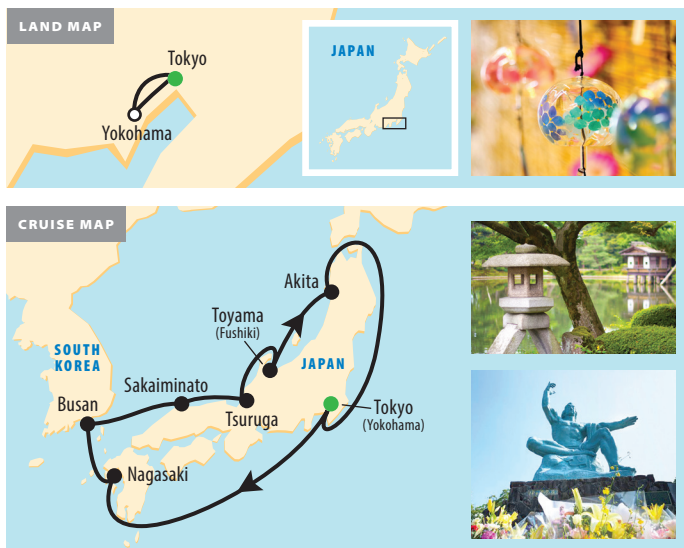 LAND MAP
Tokyo
Yokohama
JAPAN
CRUISE MAP
Akita
Toyama
(Fushiki)
SOUTH
KOREA
JAPAN
Sakaiminato
Busan
Tsuruga
Tokyo
(Yokohama)
Nagasaki